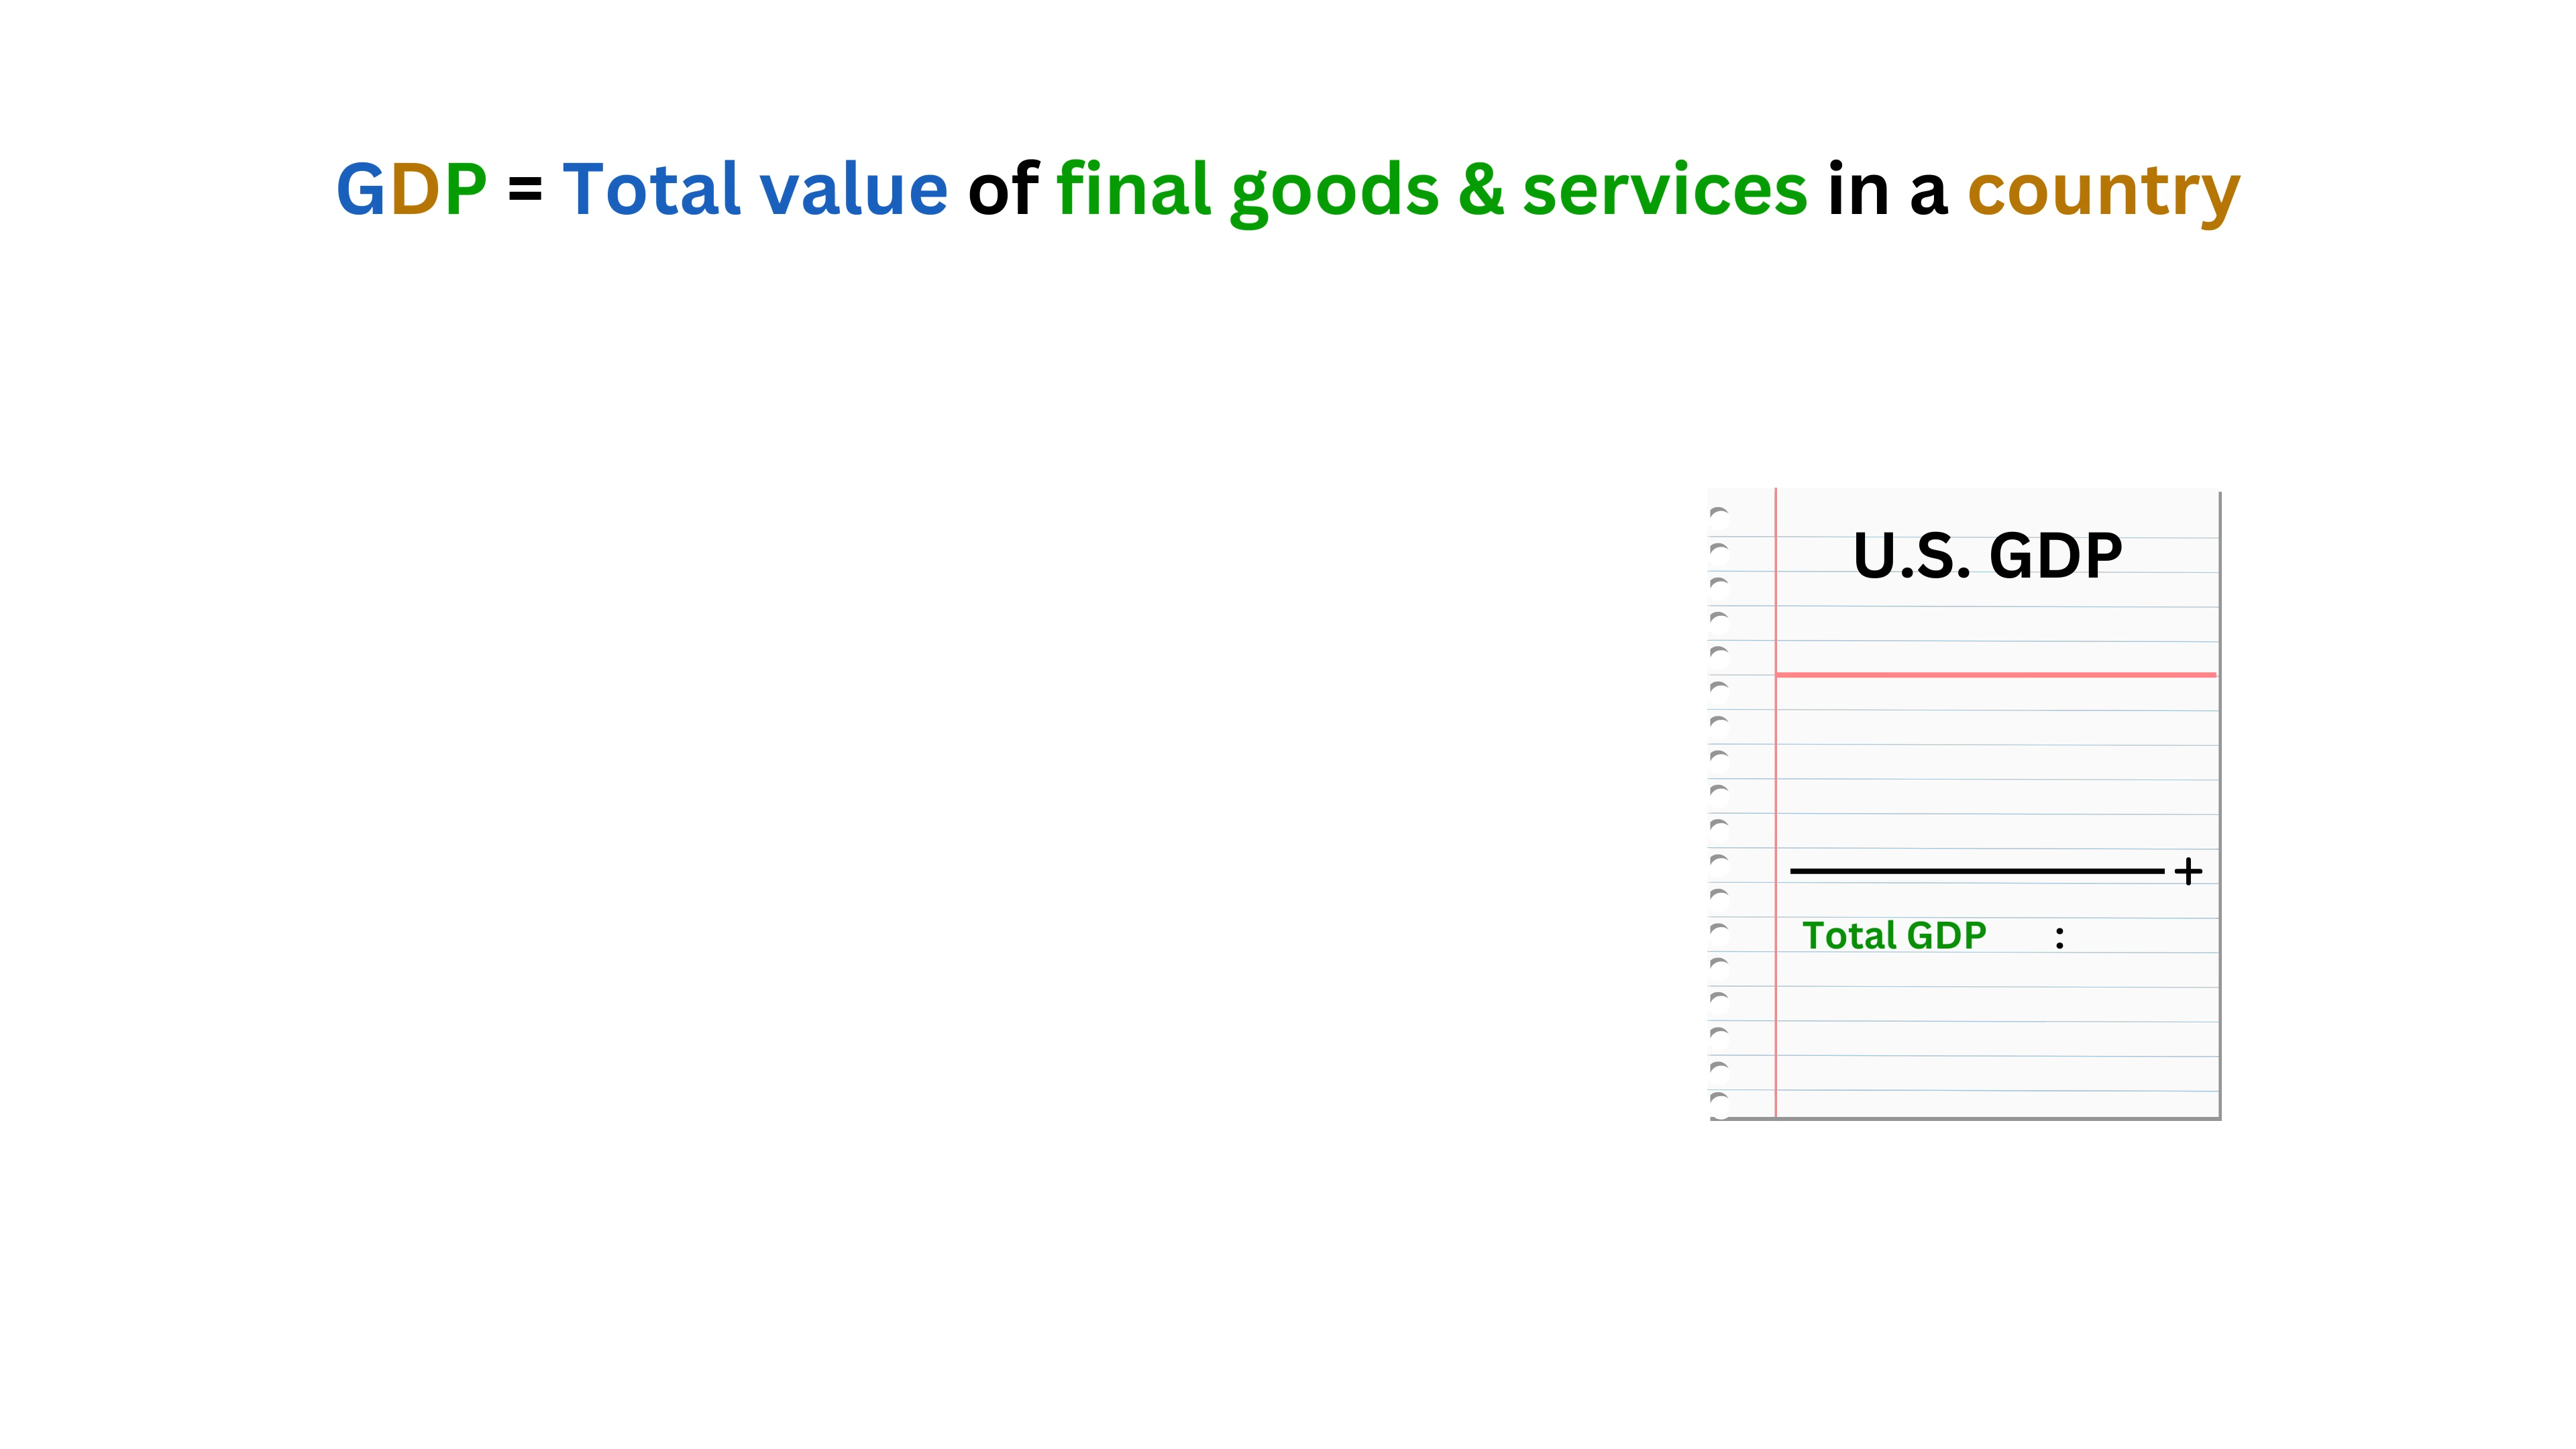 GDP = Total value of final goods & services in a country
U.S. GDP
+
Total GDP :